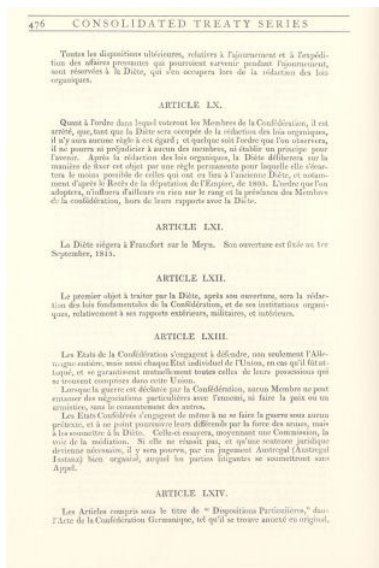 476 CONSOLIDATED TREATY SERIES
Toutes les dispositions ultérieures, relatives à l'ajournement et à l'expédi-
tion des affaires pressantes qui pourroient survenir pendant l'ajournement,
sont réservées à la Diète, qui s'en occupera lors de la rédaction des lois
organiques.
ARTICLE LX.
Quant à l'ordre dans lequel voteront les Membres de la Confédération, il est
arrêté, que, tant que la Diète sera occupée de la rédaction des lois organiques,
il n'y aura aucune règle à cet égard; et quelque soit l'ordre que l'on observera,
il ne pourra ni préjudicier à aucun des membres, ni établir un principe pour
l'avenir. Après la rédaction des lois organiques, la Diète délibérera sur la
manière de fixer cet objet par une règle permanente pour laquelle elle s'écar-
tera le moins possible de celles qui ont eu lieu à l'ancienne Diète, et notam-
ment d'après le Recès de la députation de l'Empire, de 1803. L'ordre que l'on
adoptera, n'influera d'ailleurs en rien sur le rang et la préséance des Membres
de la confédération, hors de leurs rapports avec la Diète.
ARTICLE LXI.
La Diète siégera à Francfort sur le Meyn. Son ouverture est fixée au 1er
Septembre, 1815.
ARTICLE LXII.
Le premier objet à traiter par la Diète, après son ouverture, sera la rédac-
tion des lois fondamentales de la Confédération, et de ses institutions organi-
ques, relativement à ses rapports extérieurs, militaires, et intérieurs.
ARTICLE LXIII.
Les Etats de la Confédération s'engagent à défendre, non seulement l'Alle-
magne entière, mais aussi chaque Etat individuel de l'Union, en cas qu'il fût at-
taqué, et se garantissent mutuellement toutes celles de leurs possessions qui
se trouvent comprises dans cette Union.
Lorsque la guerre est déclarée par la Confédération, aucun Membre ne peut
entamer des négociations particulières avec l'ennemi, ni faire la paix ou un
armistice, sans le consentement des autres.
Les Etats Confédérés s'engagent de même à ne se faire la guerre sous aucun
prétexte, et à ne point poursuivre leurs différends par la force des armes, mais
à les soumettre à la Diète. Celle-ci essayera, moyennant une Commission, la
voie de la médiation. Si elle ne réussit pas, et qu'une sentence juridique
devienne nécessaire, il y sera pourvu, par un jugement Austregal (Austregal
Instanz) bien organisé, auquel les parties litigantes se soumettront sans
Appel.
ARTICLE LXIV.
Les Articles compris sous le titre de "Dispositions Particulières," dans
l'Acte de la Confédération Germanique, tel qu'il se trouve annexé en original,